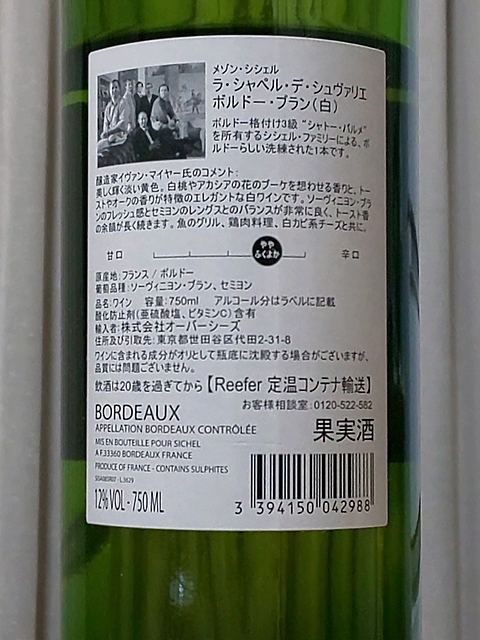 メゾン・シシェル
ラ・シャペル・デ・シュヴァリエ
ボルドー・ブラン(白)
ボルドー格付け3級 "シャトー・パルメ"
を所有するシシェル・ファミリーによる、ボ
ルドーらしい洗練された1本です。
醸造家イヴァン・マイヤー氏のコメント:
美しく輝く淡い黄色。白桃やアカシアの花のブーケを想わせる香りと、トー
ストやオークの香りが特徴のエレガントな白ワインです。ソーヴィニヨン・ブラ
ンのフレッシュ感とセミヨンのレングスとのバランスが非常に良く、トースト香
の余韻が長く続きます。魚のグリル、鶏肉料理、白カビ系チーズと共に。
甘口 やや ふくよか 辛口
原産地:フランス / ボルドー
葡萄品種:ソーヴィニヨン・ブラン、セミヨン
品名:ワイン 容量:750ml アルコール分はラベルに記載
酸化防止剤(亜硫酸塩、ビタミンC)含有
輸入者:株式会社オーバーシーズ
住所及び引取先:東京都世田谷区代田2-31-8
ワインに含まれる成分がオリとして瓶底に沈殿する場合がございますが、
品質には問題ございません。
飲酒は20歳を過ぎてから【Reefer 定温コンテナ輸送】
お客様相談室:0120-522-582
BORDEAUX
APPELLATION BORDEAUX CONTRÔLÉE
果実酒
MIS EN BOUTEILLE POUR SICHEL
A F.33360 BORDEAUX FRANCE
PRODUCE OF FRANCE - CONTAINS SULPHITES
12% VOL - 750 ML
3 394150 042988